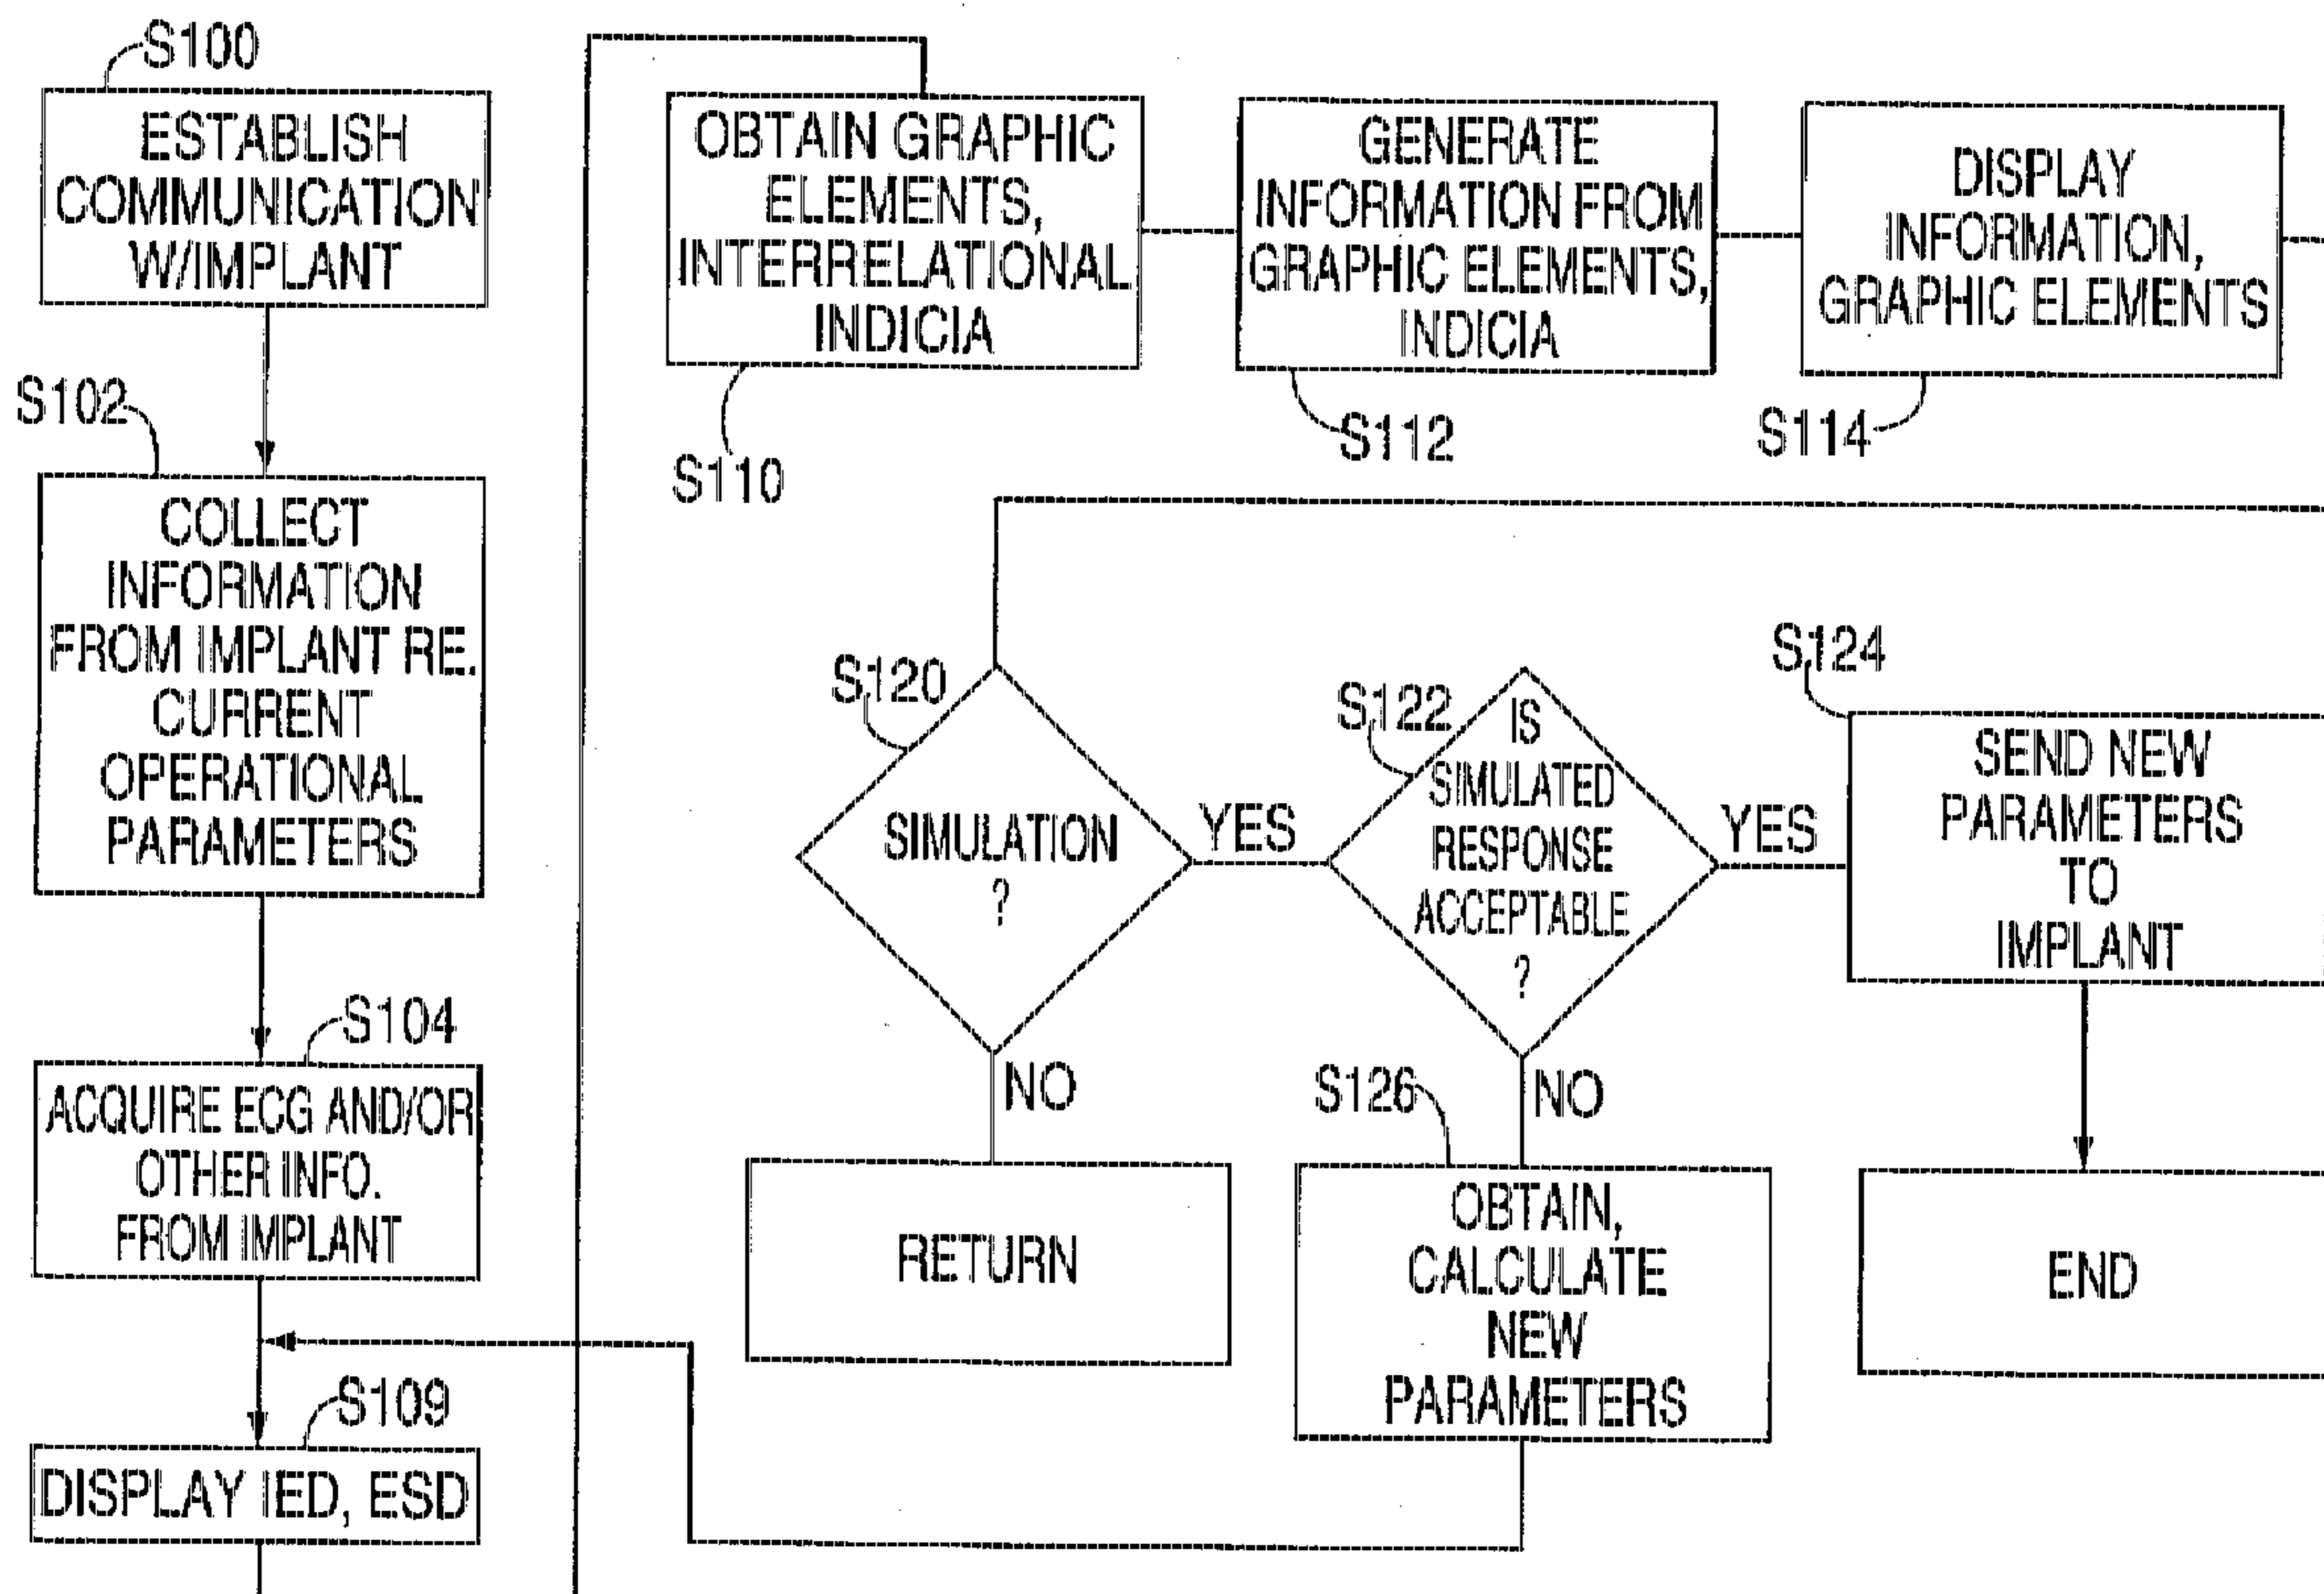 S100
ESTABLISH
COMMUNICATION
W/IMPLANT
S102
COLLECT
INFORMATION
FROM IMPLANT RE.
CURRENT
OPERATIONAL
PARAMETERS
S104
ACQUIRE ECG AND/OR
OTHER INFO.
FROM IMPLANT
S109
DISPLAY IED, ESD
OBTAIN GRAPHIC
ELEMENTS,
INTERRELATIONAL
INDICIA
S110
GENERATE
INFORMATION FROM
GRAPHIC ELEMENTS,
INDICIA
S112
DISPLAY
INFORMATION,
GRAPHIC ELEMENTS
S114
S120
SIMULATION
?
YES
NO
RETURN
S122
IS
SIMULATED
RESPONSE
ACCEPTABLE
?
YES
NO
S124
SEND NEW
PARAMETERS
TO
IMPLANT
END
S126
OBTAIN,
CALCULATE
NEW
PARAMETERS